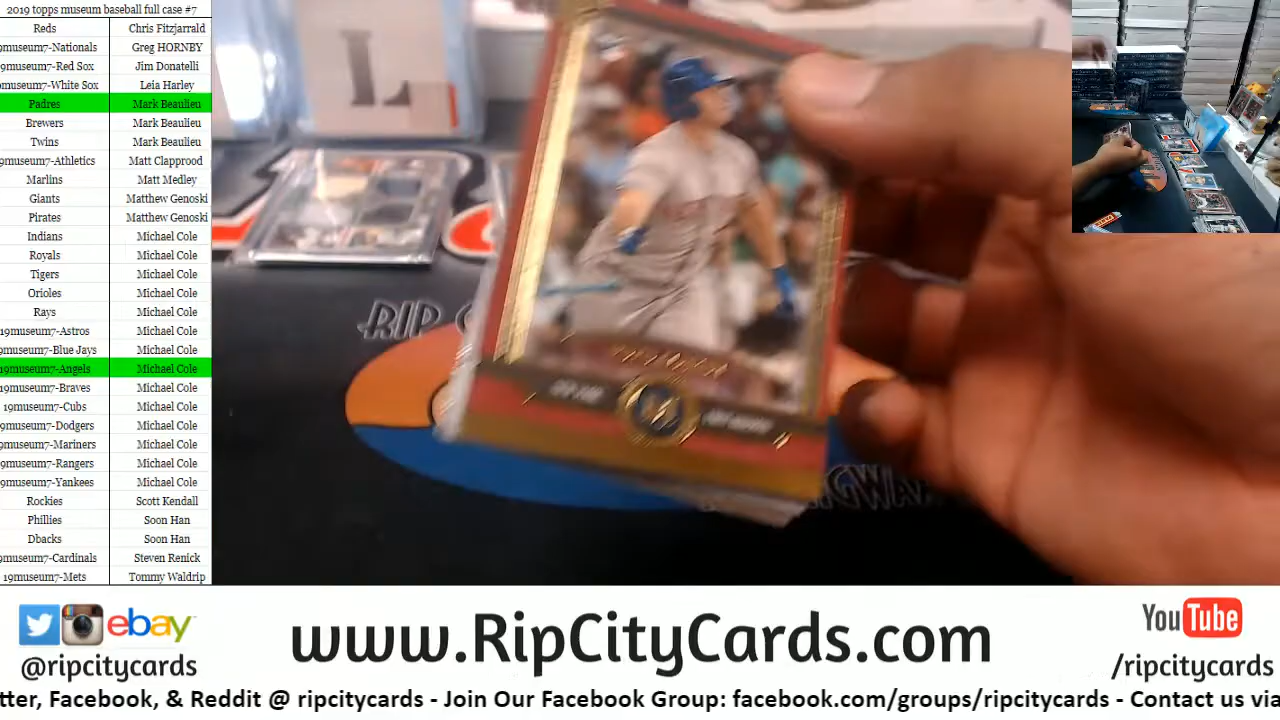 2019 topps museum baseball full case #7
Reds Chris Fitzjarrald
9museum7-Nationals Greg HORNBY
9museum7-Red Sox Jim Donatelli
museum7-White Sox Leia Harley
Padres Mark Beaulieu
Brewers Mark Beaulieu
Twins Mark Beaulieu
9museum7-Athletics Matt Clapprood
Marlins Matt Medley
Giants Matthew Genoski
Pirates Matthew Genoski
Indians Michael Cole
Royals Michael Cole
Tigers Michael Cole
Orioles Michael Cole
Rays Michael Cole
19museum7-Astros Michael Cole
9museum7-Blue Jays Michael Cole
19museum7-Angels Michael Cole
9museum7-Braves Michael Cole
19museum7-Cubs Michael Cole
9museum7-Dodgers Michael Cole
9museum7-Mariners Michael Cole
9museum7-Rangers Michael Cole
9museum7-Yankees Michael Cole
Rockies Scott Kendall
Phillies Soon Han
Dbacks Soon Han
museum7-Cardinals Steven Renick
19museum7-Mets Tommy Waldrip
RIP
ebay
@ripcitycards
www.RipCityCards.com
YouTube
/ripcitycards
tter, Facebook, & Reddit @ ripcitycards - Join Our Facebook Group: facebook.com/groups/ripcitycards - Contact us via